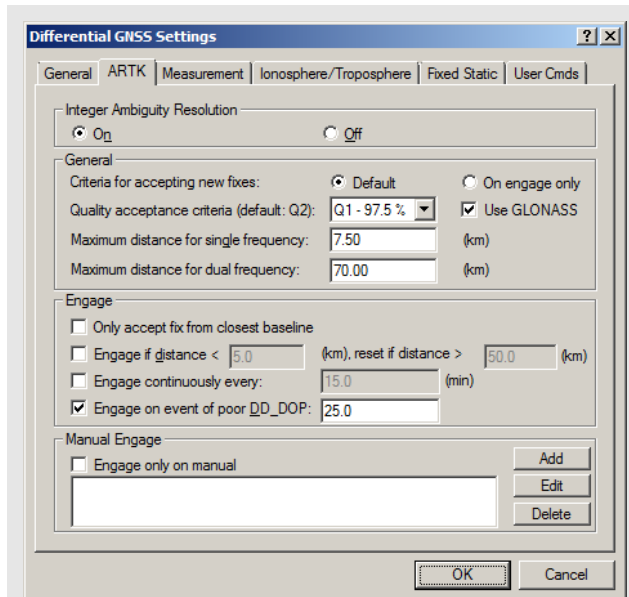 Differential GNSS Settings
General ARTK Measurement Ionosphere/Troposphere Fixed Static User Cmds
Integer Ambiguity Resolution
On Off
General
Criteria for accepting new fixes: Default On engage only
Quality acceptance criteria (default: Q2): Q1 - 97.5 % Use GLONASS
Maximum distance for single frequency: 7.50 (km)
Maximum distance for dual frequency: 70.00 (km)
Engage
Only accept fix from closest baseline
Engage if distance < 5.0 (km), reset if distance > 50.0 (km)
Engage continuously every: 15.0 (min)
Engage on event of poor DD_DOP: 25.0
Manual Engage
Engage only on manual
Add
Edit
Delete
OK Cancel